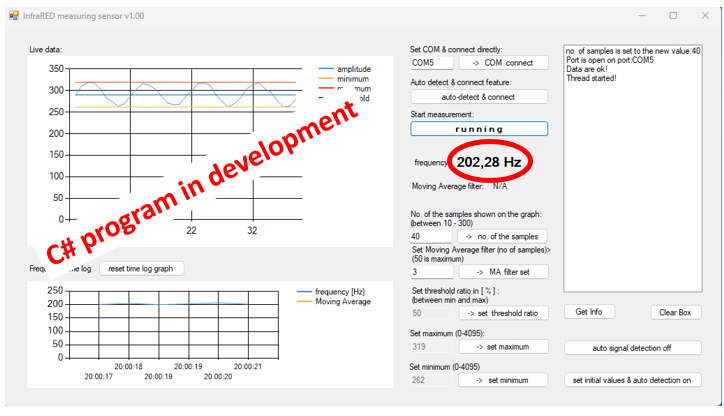 InfraRED measuring sensor v1.00
Live data:
350
300
250
200
150
100
50
0
22
32
amplitude
minimum
C# program in development
Set COM & connect directly:
COM5
-> COM connect
Auto detect & connect feature:
auto-detect & connect
Start measurement:
running
frequency
202,28 Hz
Moving Average filter: N/A
No. of the samples shown on the graph:
(between 10 - 300)
40
-> no. of the samples
Set Moving Average filter (no of samples)>
(50 is maximum)
3
-> MA filter set
Set threshold ratio in [ % ] :
(between min and max)
50
-> set threshold ratio
Set maximum (0-4095):
319
-> set maximum
Set minimum (0-4095)
262
-> set minimum
no. of samples is set to the new value:40
Port is open on port:COM5
Data are ok!
Thread started!
Get Info
Clear Box
auto signal detection off
set initial values & auto detection on
log
reset time log graph
250
200
150
100
50
0
20:00:18
20:00:19
20:00:21
20:00:17
20:00:19
20:00:20
frequency [Hz]
Moving Average